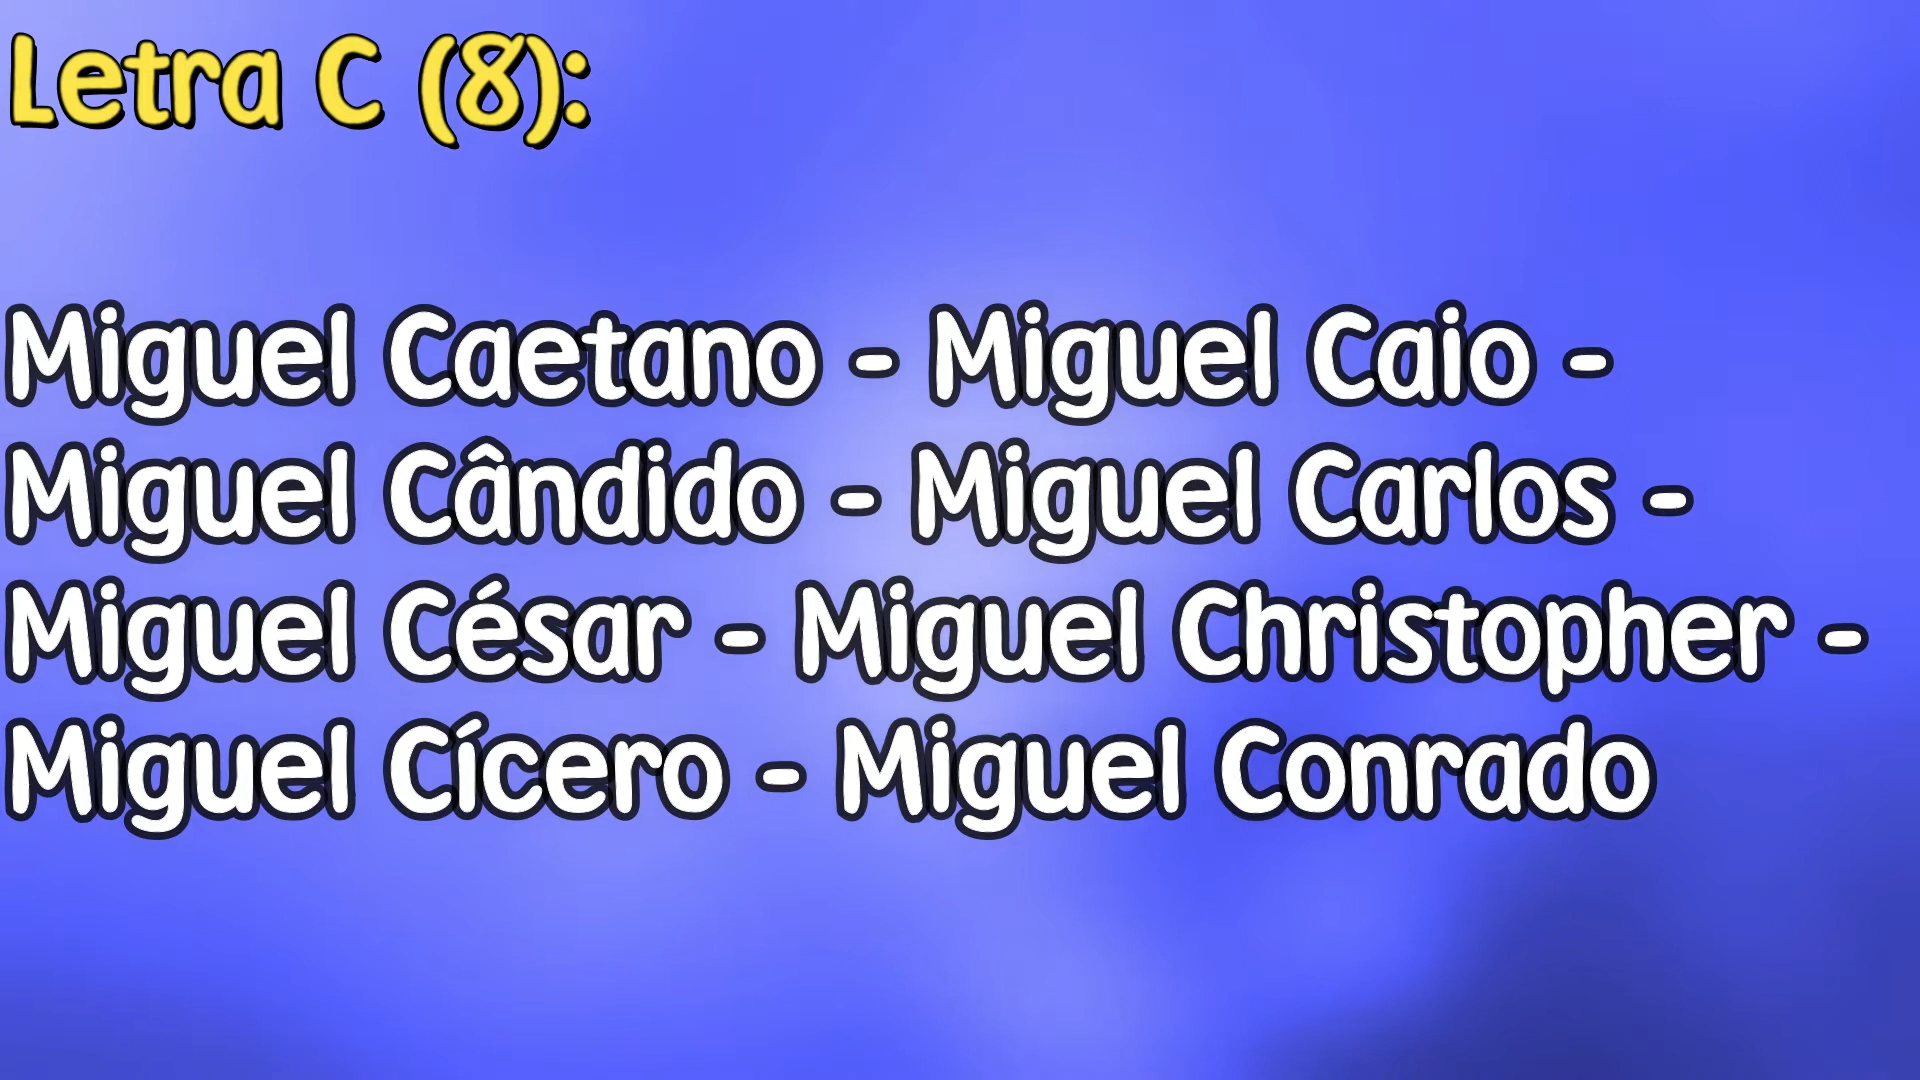 Letra C (8):
Miguel Caetano - Miguel Caio -
Miguel Cândido - Miguel Carlos -
Miguel César - Miguel Christopher -
Miguel Cícero - Miguel Conrado